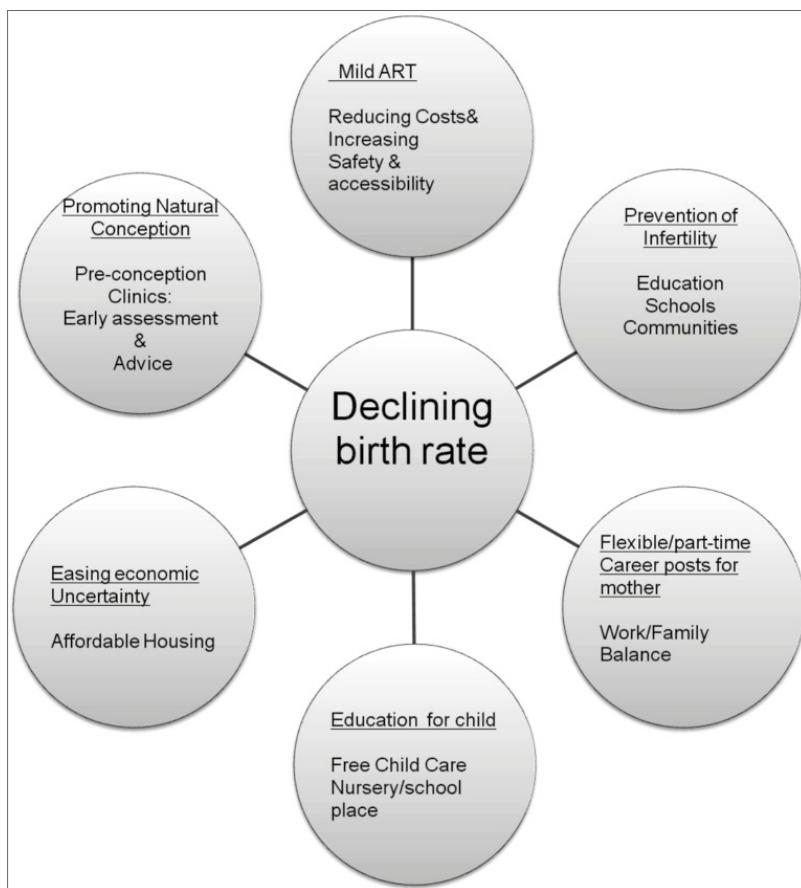 Mild ART
Reducing Costs&
Increasing
Safety &
accessibility
Promoting Natural
Conception
Pre-conception
Clinics:
Early assessment
&
Advice
Prevention of
Infertility
Education
Schools
Communities
Declining
birth rate
Easing economic
Uncertainty
Affordable Housing
Flexible/part-time
Career posts for
mother
Work/Family
Balance
Education for child
Free Child Care
Nursery/school
place